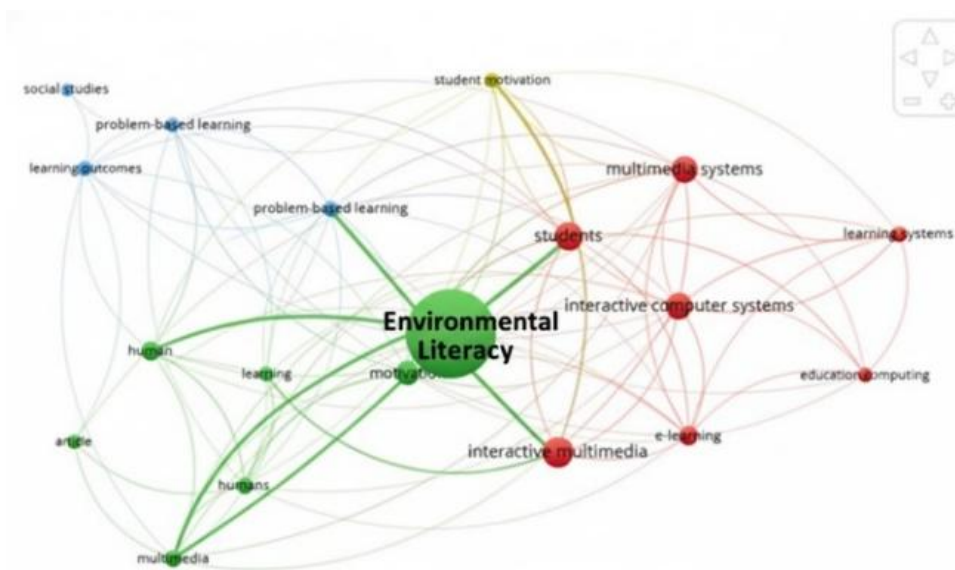 student motivation
social studies
problem-based learning
learning outcomes
multimedia systems
problem-based learning
students
learning systems
interactive computer systems
Environmental
Literacy
human
learning
motivation
education computing
article
e-learning
interactive multimedia
humans
multimedia